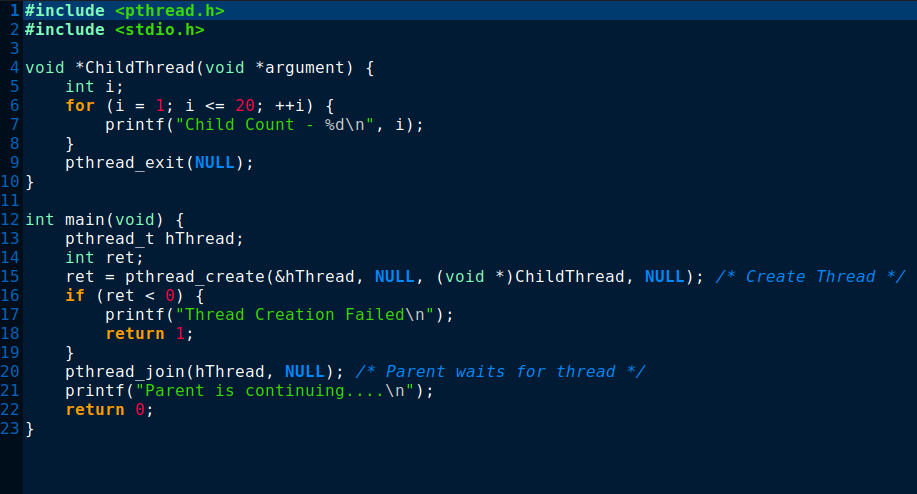 1 #include <pthread.h>
2 #include <stdio.h>
3
4 void *ChildThread(void *argument) {
5     int i;
6     for (i = 1; i <= 20; ++i) {
7         printf("Child Count - %d\n", i);
8     }
9     pthread_exit(NULL);
10 }
11
12 int main(void) {
13     pthread_t hThread;
14     int ret;
15     ret = pthread_create(&hThread, NULL, (void *)ChildThread, NULL); /* Create Thread */
16     if (ret < 0) {
17         printf("Thread Creation Failed\n");
18         return 1;
19     }
20     pthread_join(hThread, NULL); /* Parent waits for thread */
21     printf("Parent is continuing....\n");
22     return 0;
23 }